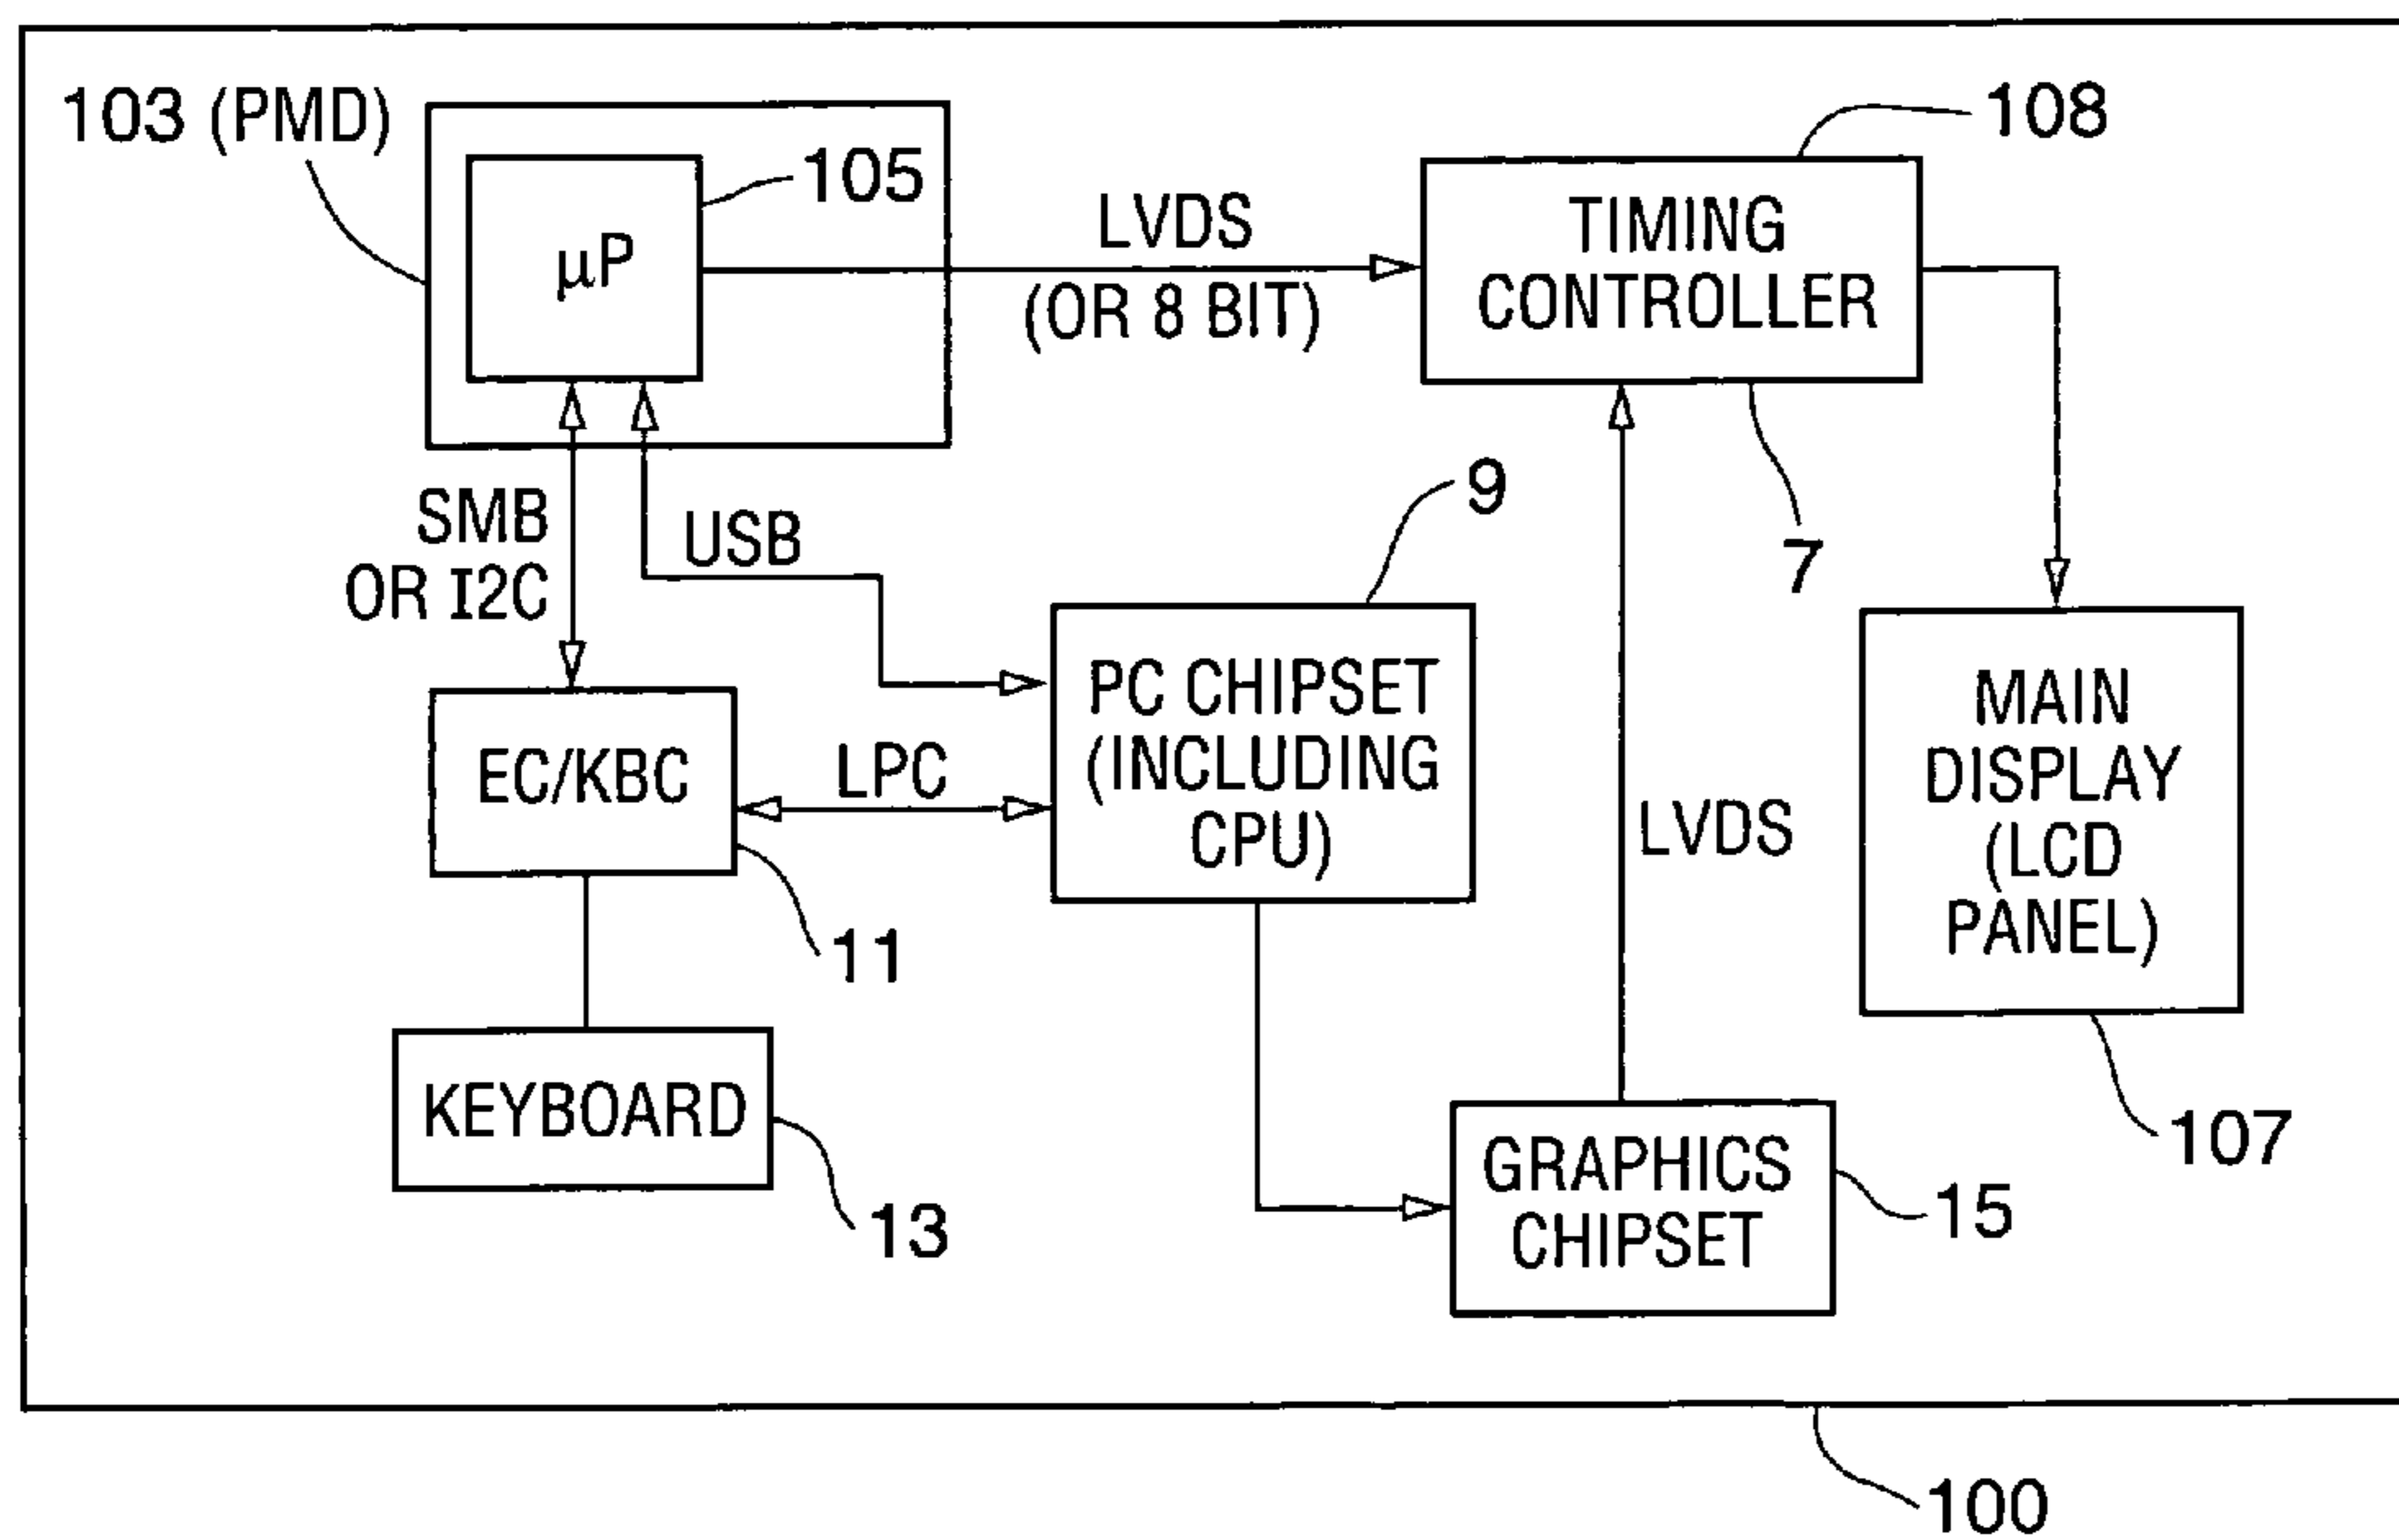 103 (PMD)
105
µP
LVDS
(OR 8 BIT)
108
TIMING
CONTROLLER
7
SMB
OR I2C
USB
9
PC CHIPSET
(INCLUDING
CPU)
MAIN
DISPLAY
(LCD
PANEL)
EC/KBC
LPC
LVDS
11
KEYBOARD
13
GRAPHICS
CHIPSET
15
107
100